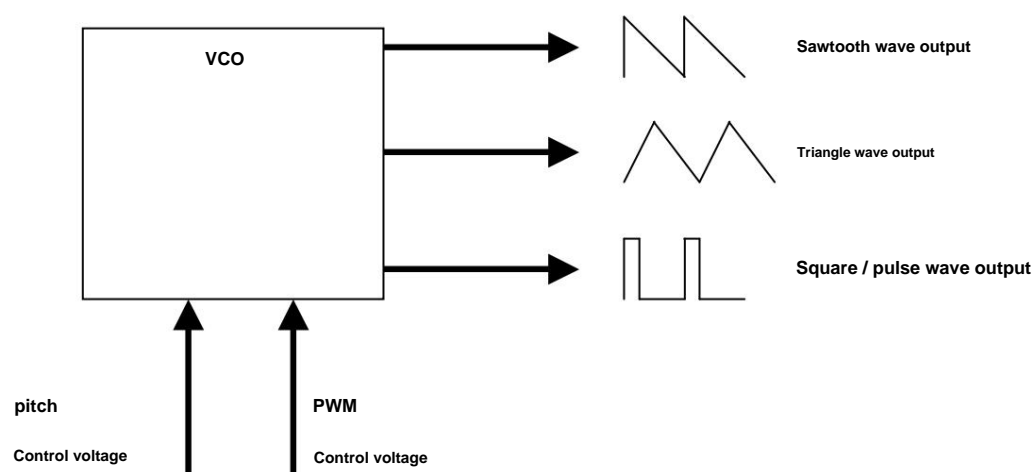 VCO
Sawtooth wave output
Triangle wave output
Square / pulse wave output
pitch
Control voltage
PWM
Control voltage